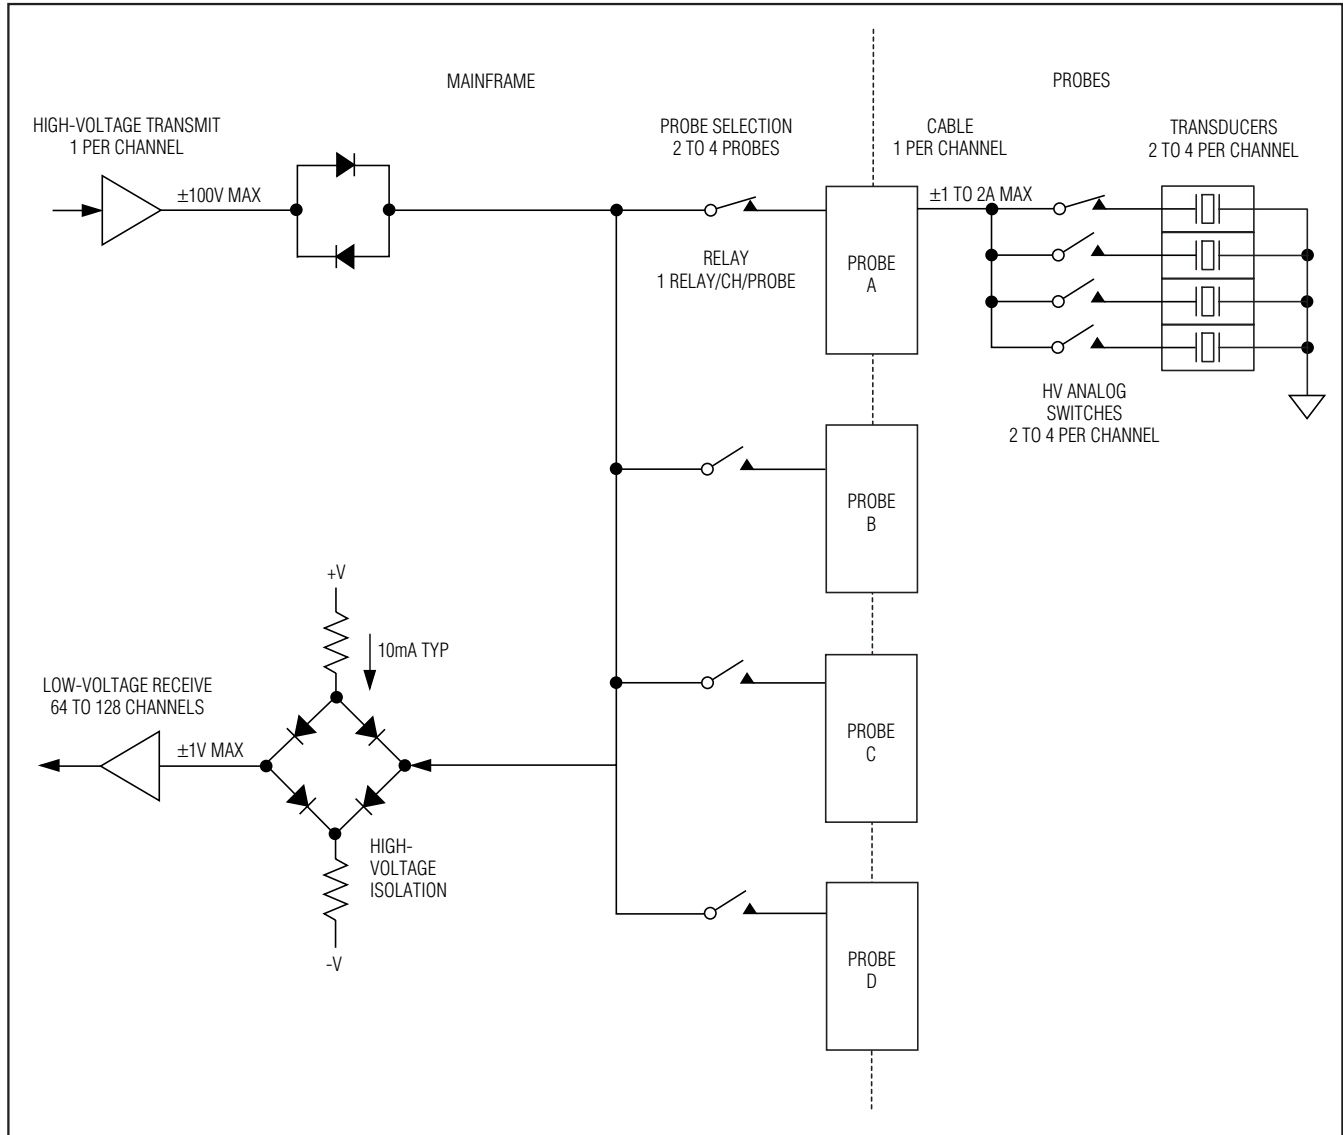 MAINFRAME
PROBES
HIGH-VOLTAGE TRANSMIT
1 PER CHANNEL
±100V MAX
PROBE SELECTION
2 TO 4 PROBES
RELAY
1 RELAY/CH/PROBE
PROBE
A
CABLE
1 PER CHANNEL
±1 TO 2A MAX
TRANSDUCERS
2 TO 4 PER CHANNEL
HV ANALOG
SWITCHES
2 TO 4 PER CHANNEL
PROBE
B
+V
10mA TYP
LOW-VOLTAGE RECEIVE
64 TO 128 CHANNELS
±1V MAX
HIGH-
VOLTAGE
ISOLATION
-V
PROBE
C
PROBE
D